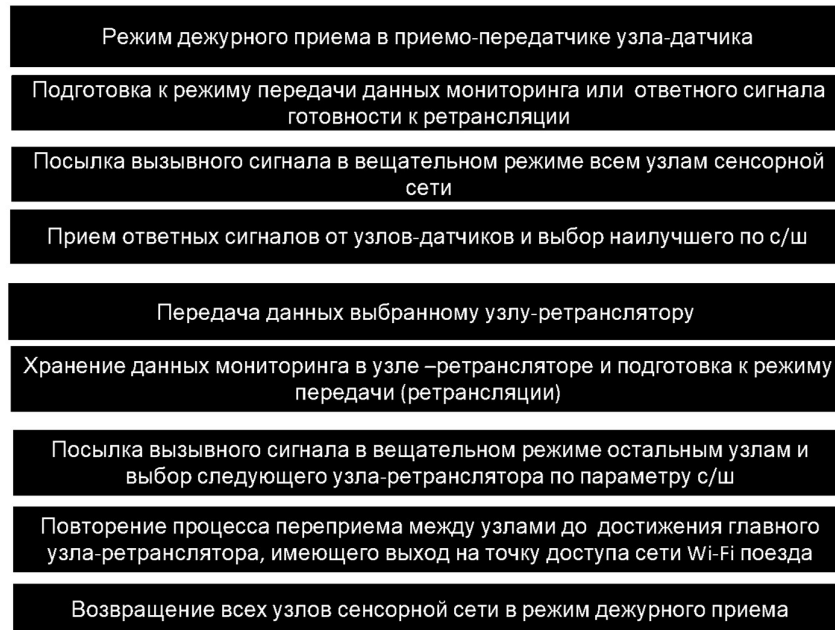 Режим дежурного приема в приемо-передатчике узла-датчика
Подготовка к режиму передачи данных мониторинга или ответного сигнала
готовности к ретрансляции
Посылка вызывного сигнала в вещательном режиме всем узлам сенсорной
сети
Прием ответных сигналов от узлов-датчиков и выбор наилучшего по с/ш
Передача данных выбранному узлу-ретранслятору
Хранение данных мониторинга в узле –ретрансляторе и подготовка к режиму
передачи (ретрансляции)
Посылка вызывного сигнала в вещательном режиме остальным узлам и
выбор следующего узла-ретранслятора по параметру с/ш
Повторение процесса переприема между узлами до достижения главного
узла-ретранслятора, имеющего выход на точку доступа сети Wi-Fi поезда
Возвращение всех узлов сенсорной сети в режим дежурного приема